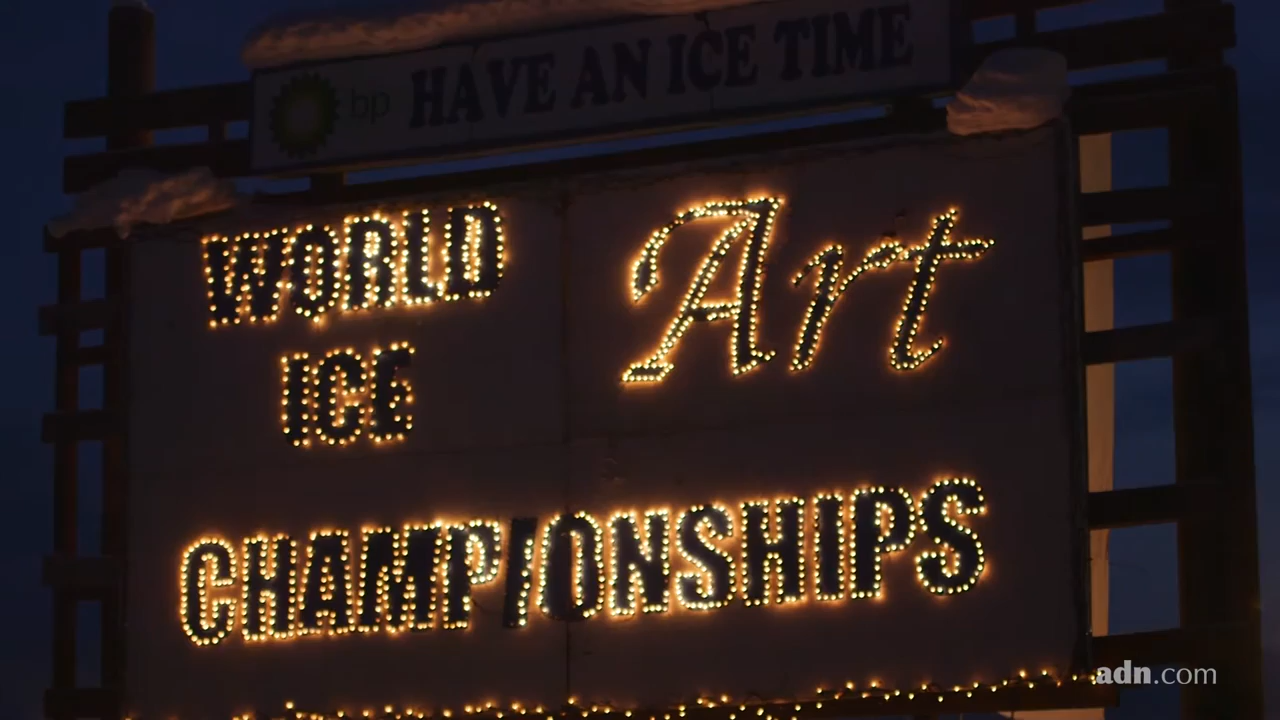 bp HAVE AN ICE TIME
WORLD Art
ICE
CHAMPIONSHIPS
adn.com